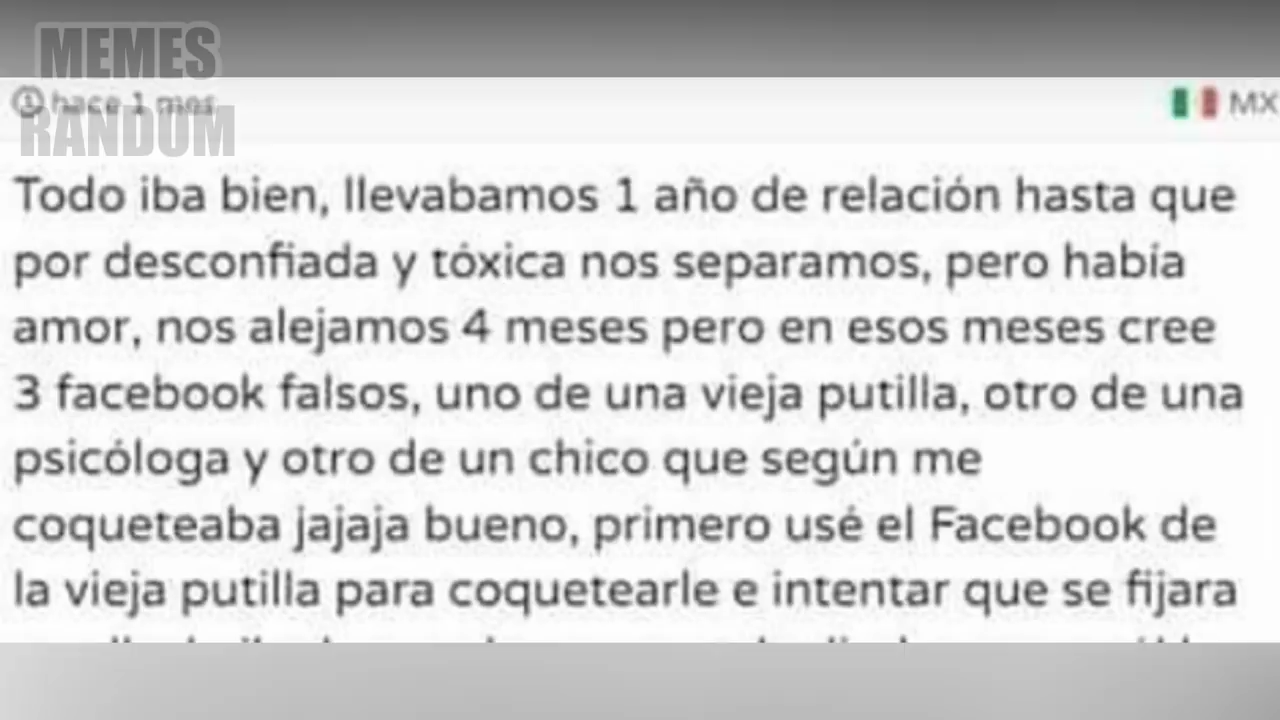 MEMES
RANDOM
hace 1 mes
MX
Todo iba bien, llevabamos 1 año de relación hasta que
por desconfiada y tóxica nos separamos, pero había
amor, nos alejamos 4 meses pero en esos meses cree
3 facebook falsos, uno de una vieja putilla, otro de una
psicóloga y otro de un chico que según me
coqueteaba jajaja bueno, primero usé el Facebook de
la vieja putilla para coquetearle e intentar que se fijara